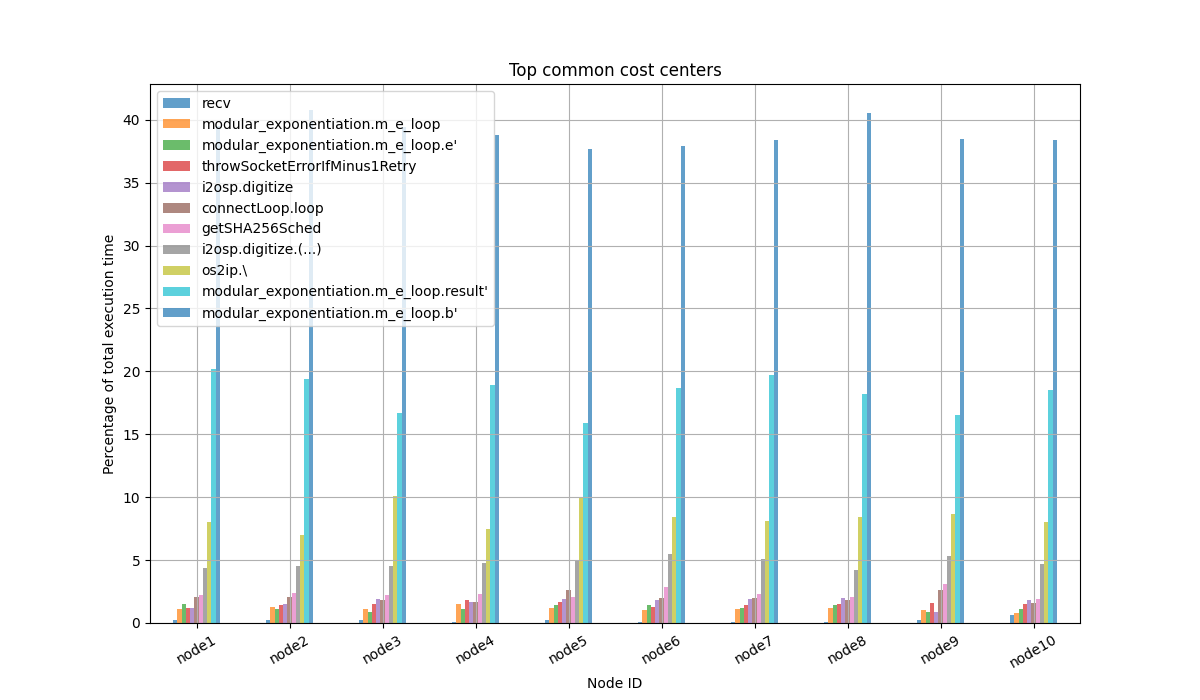 Top common cost centers
recv
modular_exponentiation.m_e_loop
modular_exponentiation.m_e_loop.e'
throwSocketErrorIfMinus1Retry
i2osp.digitize
connectLoop.loop
getSHA256Sched
i2osp.digitize.(...)
os2ip.\
modular_exponentiation.m_e_loop.result'
modular_exponentiation.m_e_loop.b'
Percentage of total execution time
40
35
30
25
20
15
10
5
0
node1
node2
node3
node4
node5
node6
node7
node8
node9
node10
Node ID